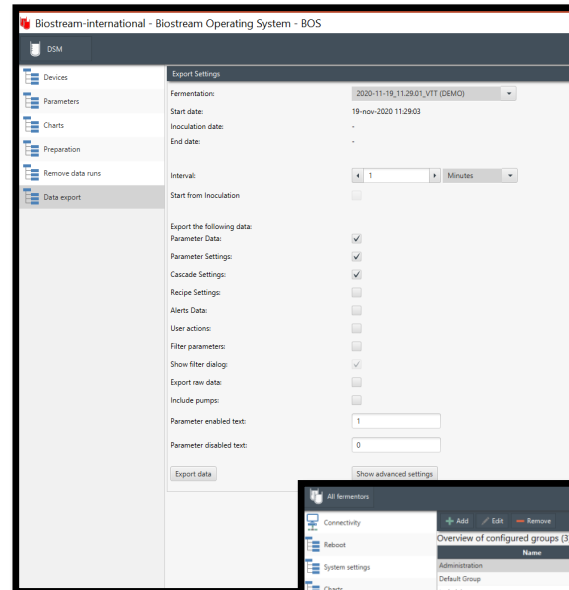 Biostream-international - Biostream Operating System - BOS
DSM
Devices
Parameters
Charts
Preparation
Remove data runs
Data export
Export Settings
Fermentation: 2020-11-19_11.29.01_VTT (DEMO)
Start date: 19-nov-2020 11:29:03
Inoculation date: -
End date: -
Interval: 1 Minutes
Start from Inoculation
Export the following data:
Parameter Data:
Parameter Settings:
Cascade Settings:
Recipe Settings:
Alerts Data:
User actions:
Filter parameters:
Show filter dialog:
Export raw data:
Include pumps:
Parameter enabled text: 1
Parameter disabled text: 0
Export data Show advanced settings
All fermentors
Connectivity
Reboot
System settings
Charts
Add Edit Remove
Overview of configured groups (3
Name
Administration
Default Group